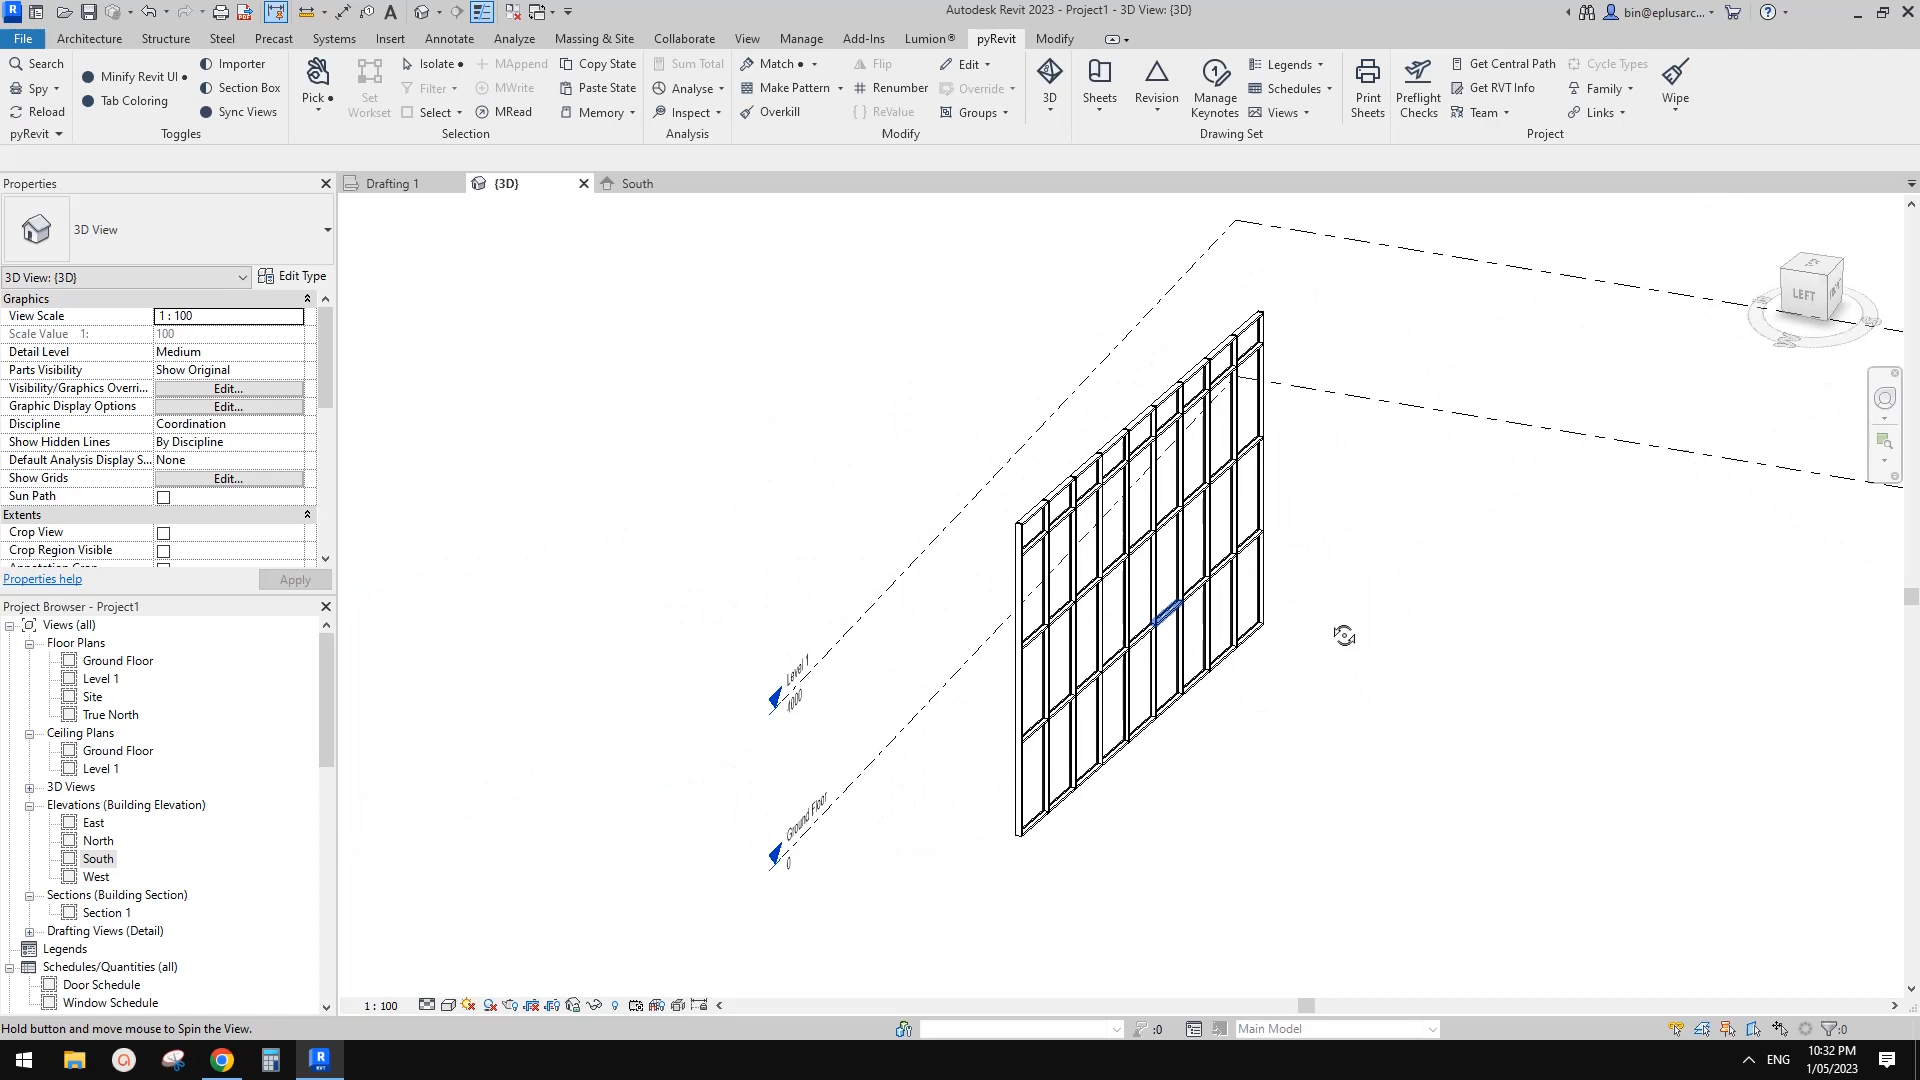 Autodesk Revit 2023 - Project1 - 3D View: {3D}
bin@eplusarc...
File Architecture Structure Steel Precast Systems Insert Annotate Analyze Massing & Site Collaborate View Manage Add-Ins Lumion® pyRevit Modify
Search
Spy
Reload
pyRevit
Minify Revit UI
Tab Coloring
Importer
Section Box
Sync Views
Toggles
Pick
Set Workset
Isolate
Filter
Select
MAppend
MWrite
MRead
Copy State
Paste State
Memory
Selection
Sum Total
Analyse
Inspect
Analysis
Match
Make Pattern
Overkill
Flip
Renumber
ReValue
Edit
Override
Groups
Modify
3D
Sheets
Revision
Manage Keynotes
Legends
Schedules
Views
Drawing Set
Print Sheets
Preflight Checks
Get Central Path
Get RVT Info
Team
Cycle Types
Family
Links
Wipe
Project
Properties
Drafting 1
{3D}
South
3D View
3D View: {3D}
Edit Type
Graphics
View Scale 1 : 100
Scale Value 1: 100
Detail Level Medium
Parts Visibility Show Original
Visibility/Graphics Overri... Edit...
Graphic Display Options Edit...
Discipline Coordination
Show Hidden Lines By Discipline
Default Analysis Display S... None
Show Grids Edit...
Sun Path
Extents
Crop View
Crop Region Visible
Properties help
Apply
Project Browser - Project1
Views (all)
Floor Plans
Ground Floor
Level 1
Site
True North
Ceiling Plans
Ground Floor
Level 1
3D Views
Elevations (Building Elevation)
East
North
South
West
Sections (Building Section)
Section 1
Drafting Views (Detail)
Legends
Schedules/Quantities (all)
Door Schedule
Window Schedule
Level 1
4000
Ground Floor
0
LEFT
1 : 100
Hold button and move mouse to Spin the View.
:0
Main Model
:0
ENG
10:32 PM
1/05/2023